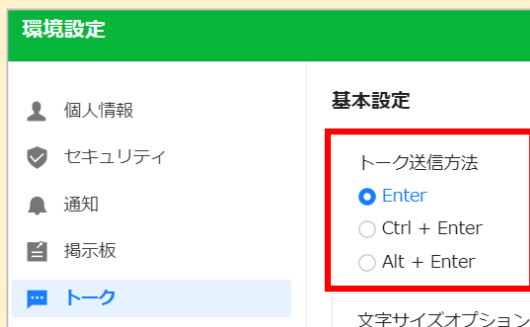 環境設定
個人情報
セキュリティ
通知
掲示板
トーク
基本設定
トーク送信方法
Enter
Ctrl + Enter
Alt + Enter
文字サイズオプション